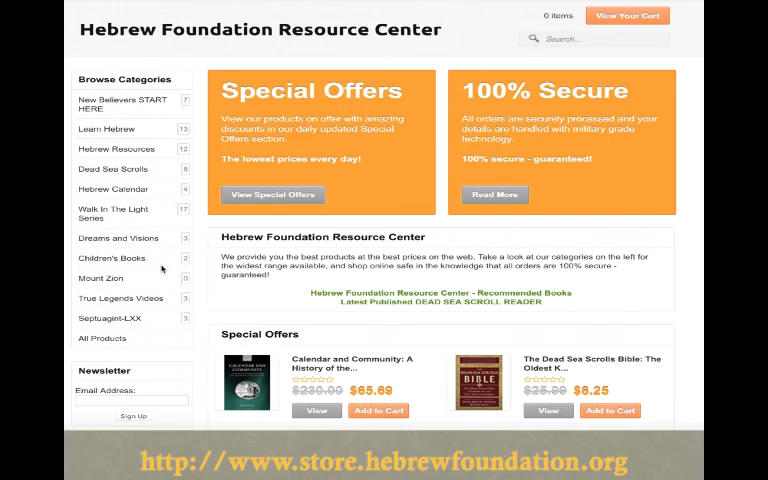 Hebrew Foundation Resource Center
0 items
View Your Cart
Search...
Browse Categories
New Believers START
HERE
7
Learn Hebrew
13
Hebrew Resources
12
Dead Sea Scrolls
8
Hebrew Calendar
4
Walk In The Light
Series
17
Dreams and Visions
3
Children's Books
2
Mount Zion
0
True Legends Videos
3
Septuagint-LXX
3
All Products
Newsletter
Email Address:
Sign Up
Special Offers
View our products on offer with amazing
discounts in our daily updated Special
Offers section.
The lowest prices every day!
View Special Offers
100% Secure
All orders are securely processed and your
details are handled with military grade
technology.
100% secure - guaranteed!
Read More
Hebrew Foundation Resource Center
We provide you the best products at the best prices on the web. Take a look at our categories on the left for
the widest range available, and shop online safe in the knowledge that all orders are 100% secure -
guaranteed!
Hebrew Foundation Resource Center - Recommended Books
Latest Published DEAD SEA SCROLL READER
Special Offers
CALENDAR AND
COMMUNITY
Calendar and Community: A
History of the...
$230.00 $65.69
View
Add to Cart
DEAD SEA SCROLLS
BIBLE
The Dead Sea Scrolls Bible: The
Oldest K...
$25.99 $8.25
View
Add to Cart
http://www.store.hebrewfoundation.org